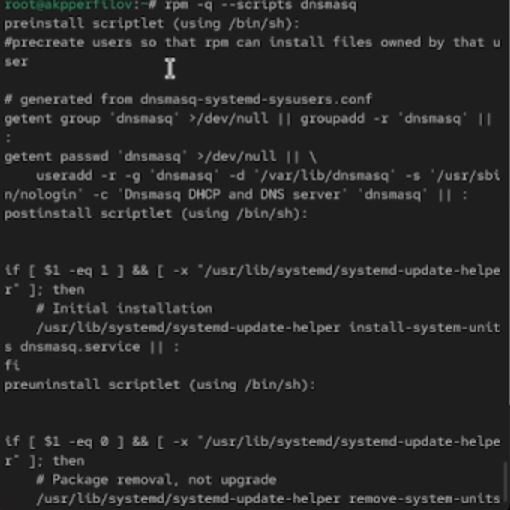 root@akpperfilov:~# rpm -q --scripts dnsmasq
preinstall scriptlet (using /bin/sh):
#precreate users so that rpm can install files owned by that u
ser
# generated from dnsmasq-systemd-sysusers.conf
getent group 'dnsmasq' >/dev/null || groupadd -r 'dnsmasq' ||
:
getent passwd 'dnsmasq' >/dev/null || \
    useradd -r -g 'dnsmasq' -d '/var/lib/dnsmasq' -s '/usr/sbi
n/nologin' -c 'Dnsmasq DHCP and DNS server' 'dnsmasq' || :
postinstall scriptlet (using /bin/sh):
if [ $1 -eq 1 ] && [ -x "/usr/lib/systemd/systemd-update-helpe
r" ]; then
    # Initial installation
    /usr/lib/systemd/systemd-update-helper install-system-unit
s dnsmasq.service || :
fi
preuninstall scriptlet (using /bin/sh):
if [ $1 -eq 0 ] && [ -x "/usr/lib/systemd/systemd-update-helpe
r" ]; then
    # Package removal, not upgrade
    /usr/lib/systemd/systemd-update-helper remove-system-units